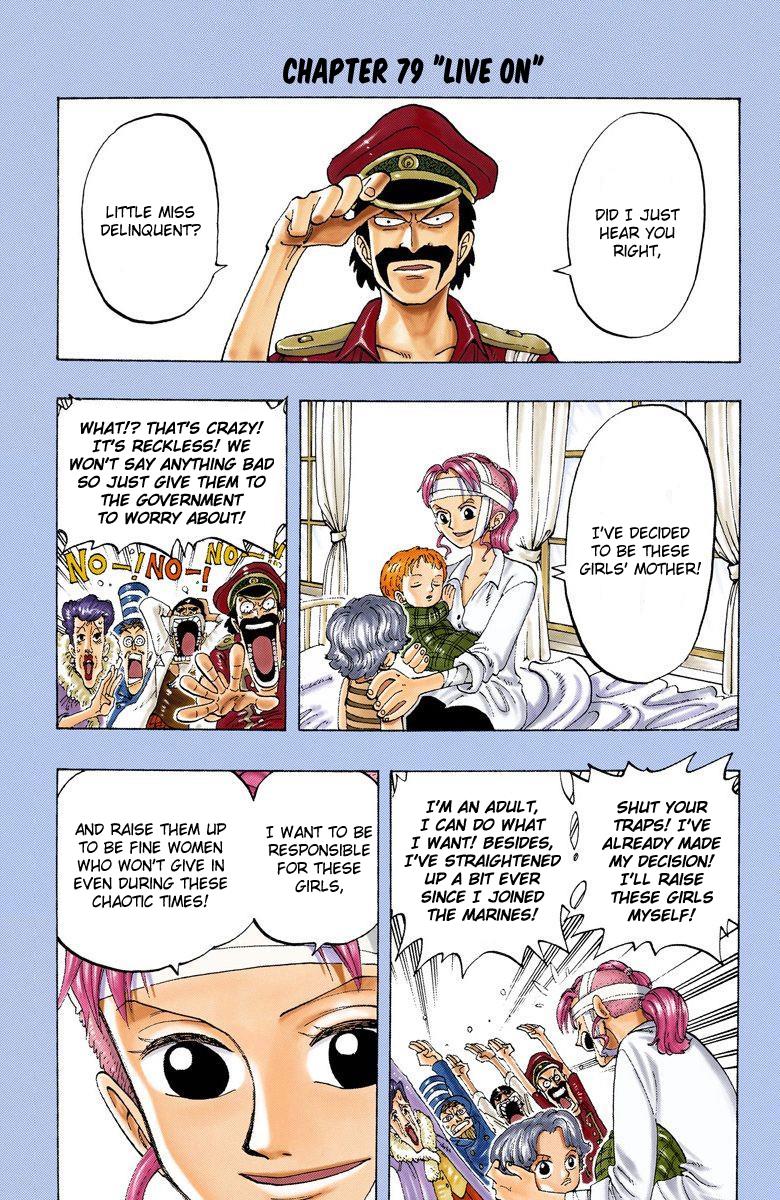 CHAPTER 79 "LIVE ON"
DID I JUST
HEAR YOU
RIGHT,
LITTLE MISS
DELINQUENT?
I'VE DECIDED
TO BE THESE
GIRLS' MOTHER!
WHAT!? THAT'S CRAZY!
IT'S RECKLESS! WE
WON'T SAY ANYTHING BAD
SO JUST GIVE THEM TO
THE GOVERNMENT
TO WORRY ABOUT!
NO-! NO-! NO-!
SHUT YOUR
TRAPS! I'VE
ALREADY MADE
MY DECISION!
I'LL RAISE
THESE GIRLS
MYSELF!
I'M AN ADULT,
I CAN DO WHAT
I WANT! BESIDES,
I'VE STRAIGHTENED
UP A BIT EVER
SINCE I JOINED
THE MARINES!
I WANT TO BE
RESPONSIBLE
FOR THESE
GIRLS,
AND RAISE THEM UP
TO BE FINE WOMEN
WHO WON'T GIVE IN
EVEN DURING THESE
CHAOTIC TIMES!